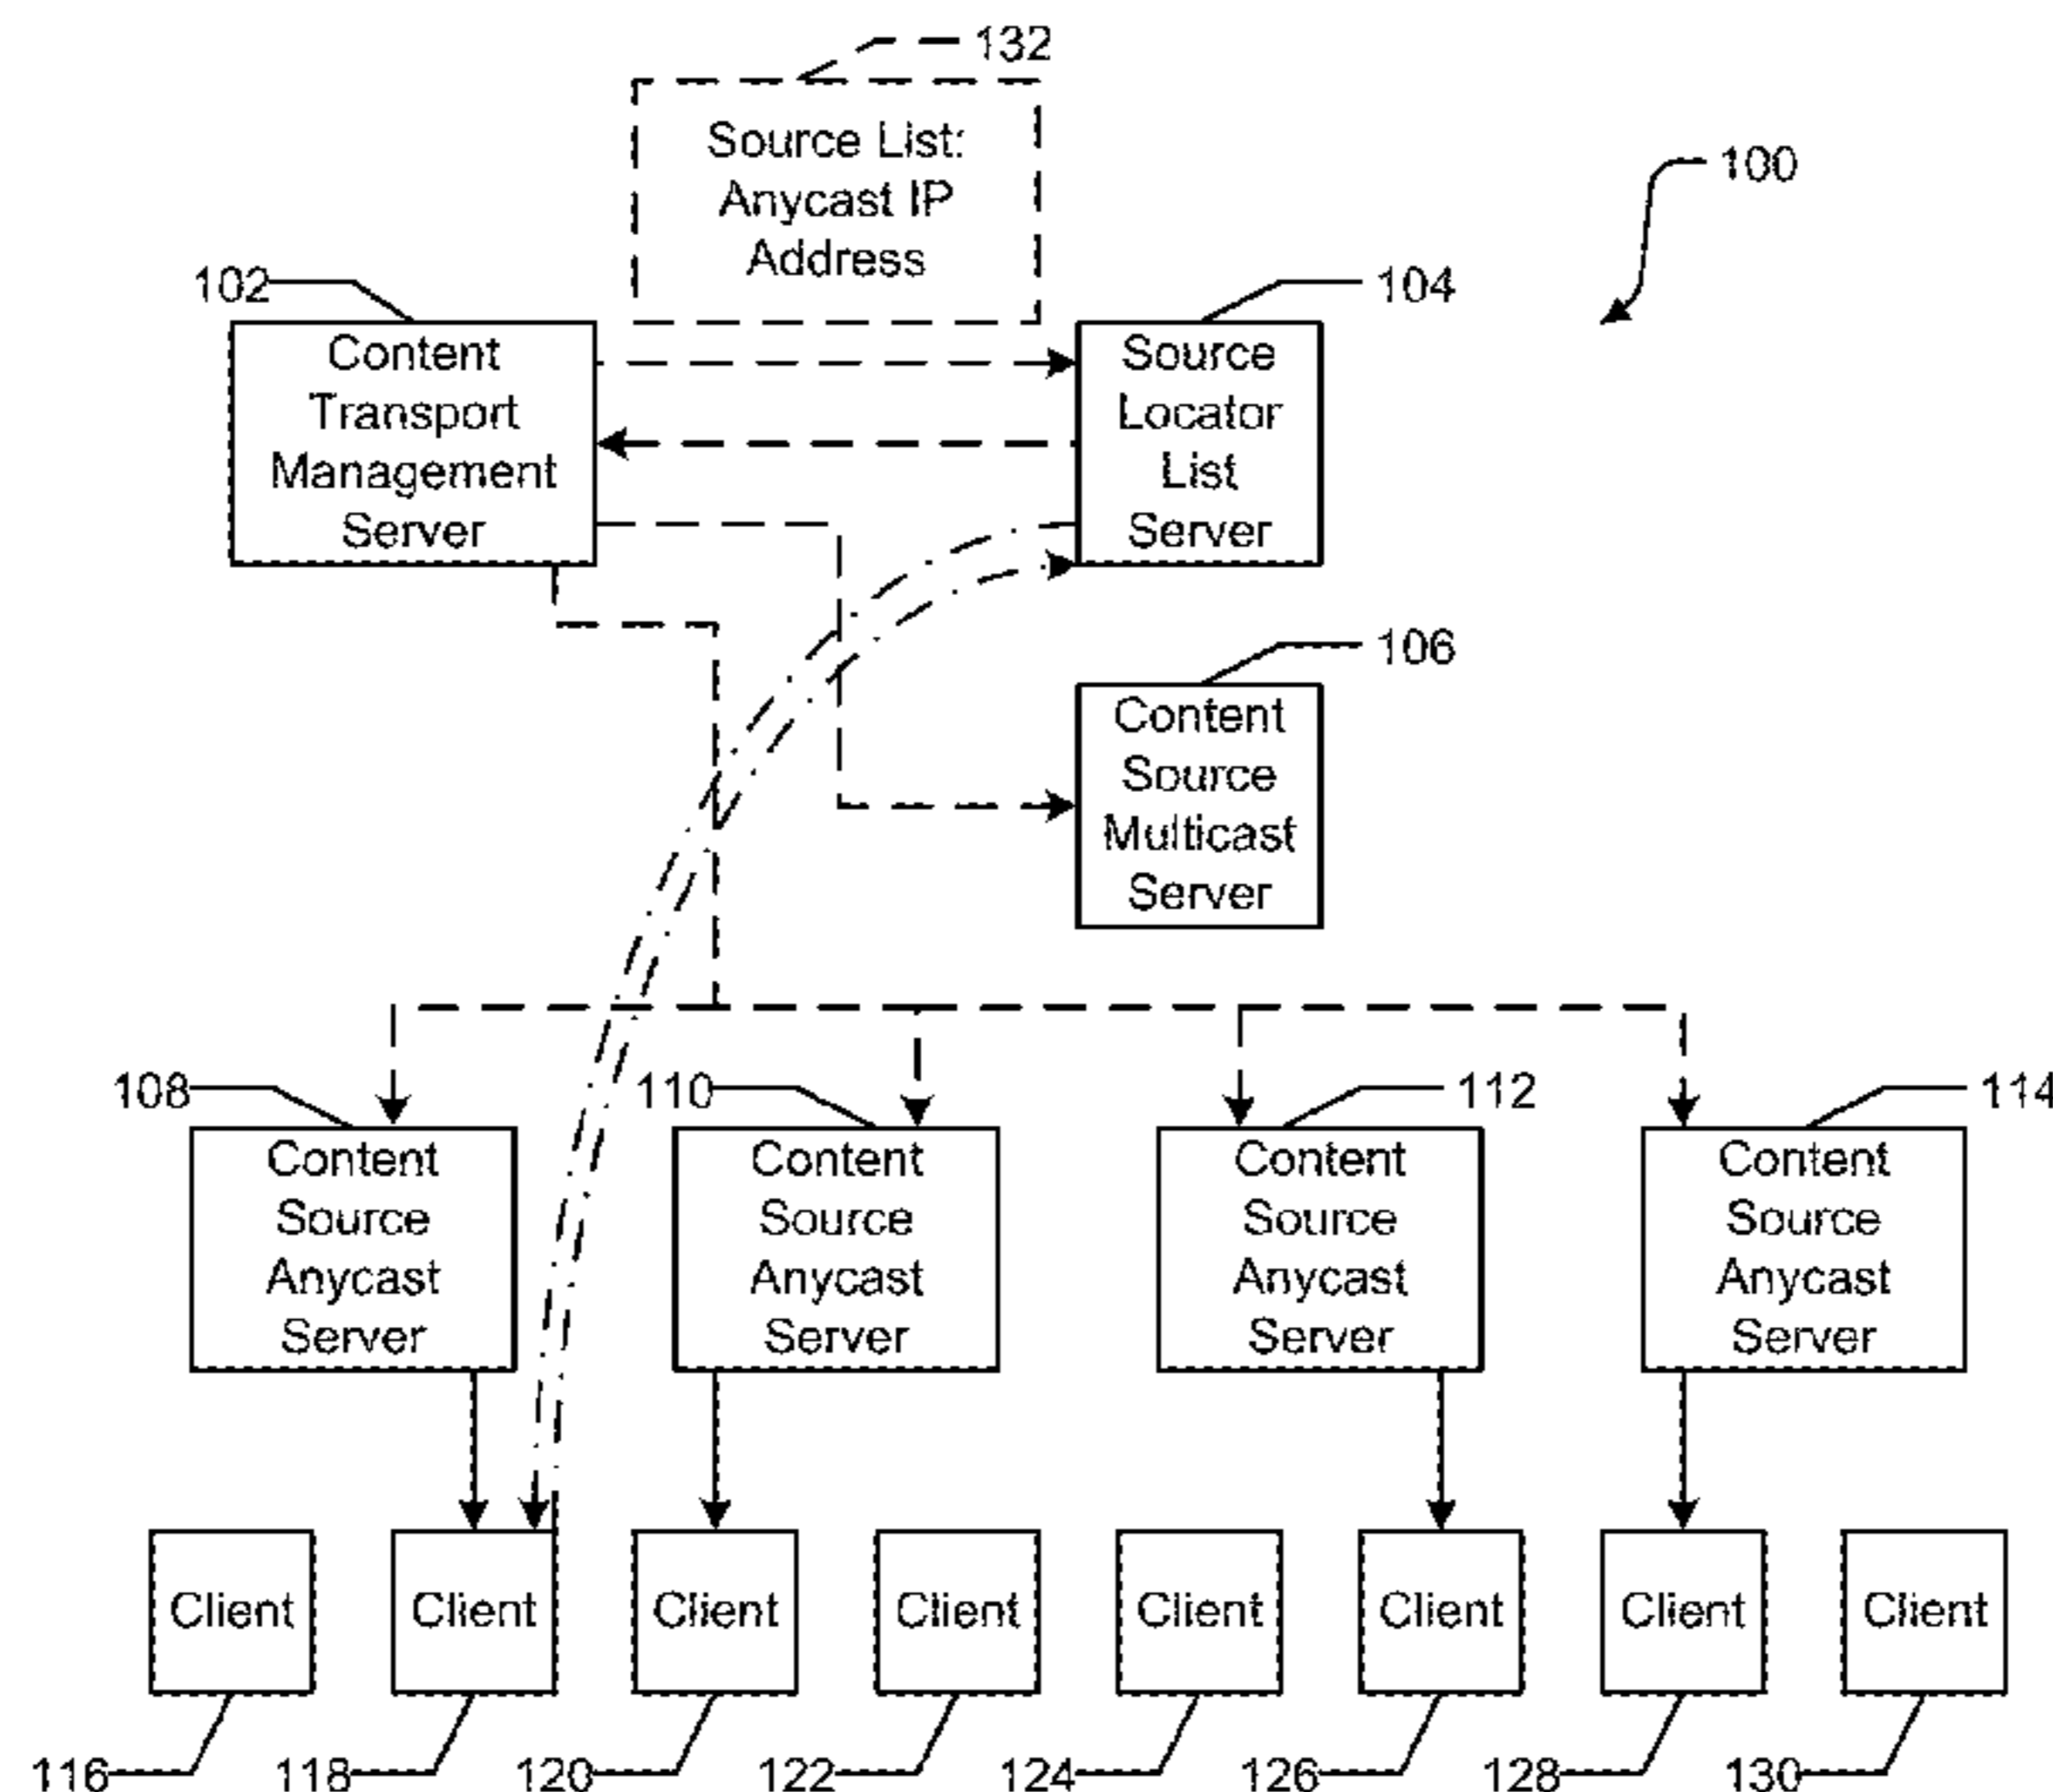 132
Source List:
Anycast IP
Address
100
102
104
Content
Transport
Management
Server
Source
Locator
List
Server
106
Content
Source
Multicast
Server
108
110
112
114
Content
Source
Anycast
Server
Content
Source
Anycast
Server
Content
Source
Anycast
Server
Content
Source
Anycast
Server
Client
Client
Client
Client
Client
Client
Client
Client
116
118
120
122
124
126
128
130